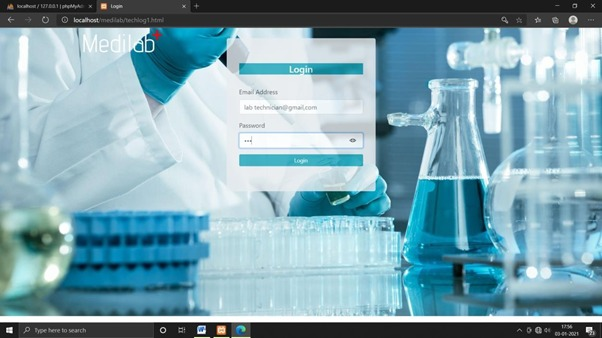 localhost / 127.0.0.1 | phpMyAd
Login
localhost/medilab/techlog1.html
Medilab
Login
Email Address
lab technician@gmail.com
Password
•••
Login
Type here to search
17:56
03-01-2021